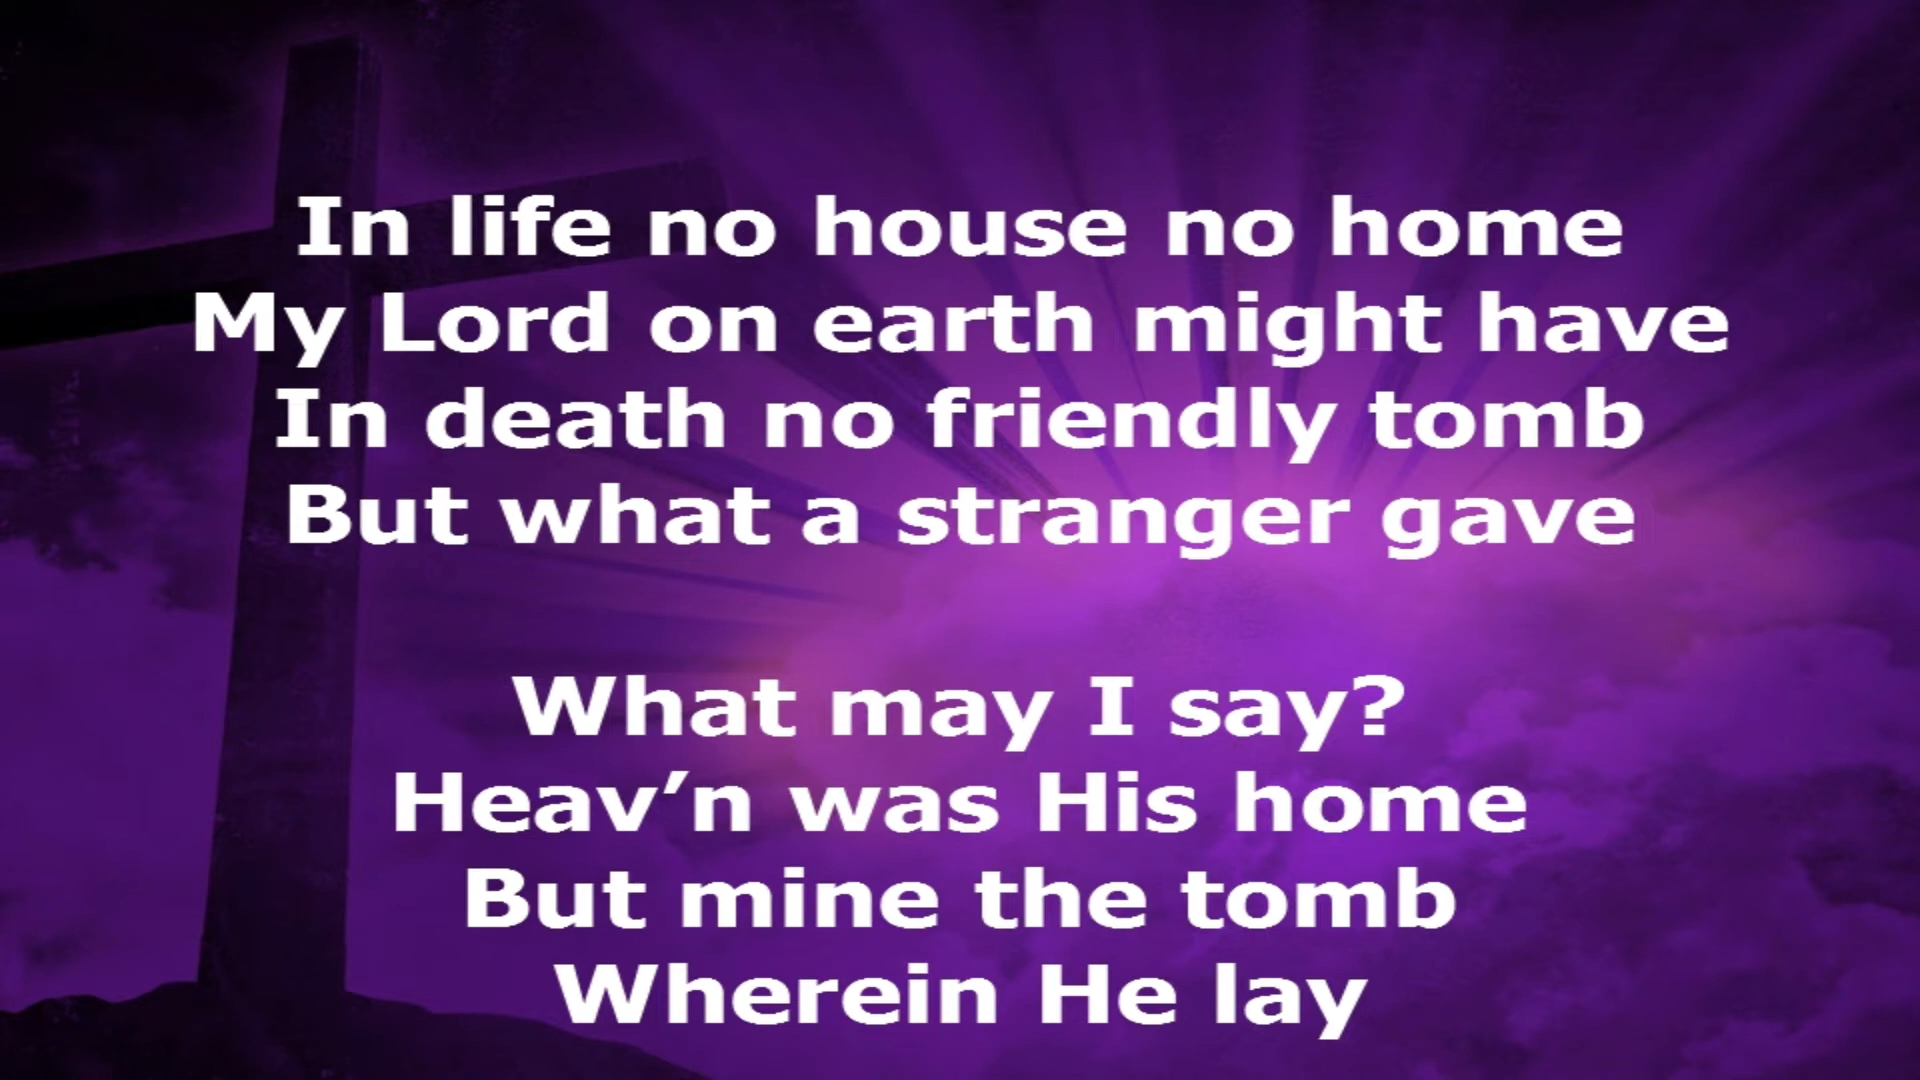 In life no house no home
My Lord on earth might have
In death no friendly tomb
But what a stranger gave
What may I say?
Heav’n was His home
But mine the tomb
Wherein He lay